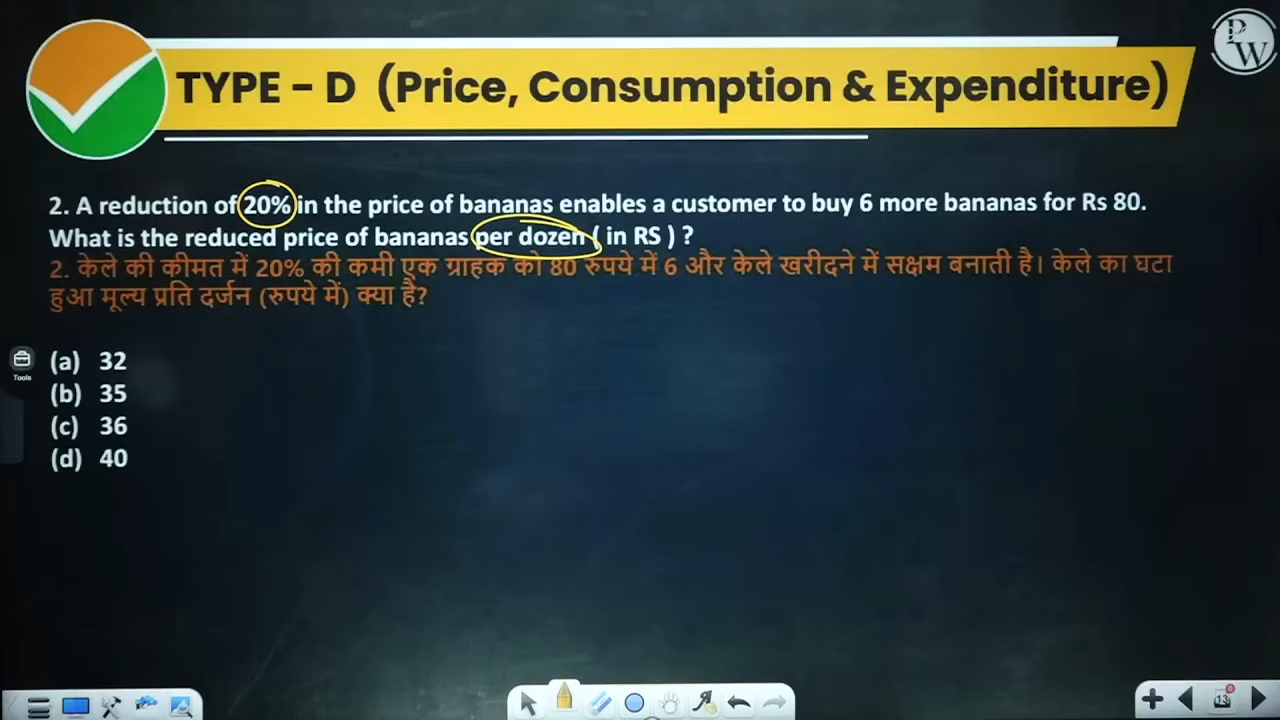 TYPE - D (Price, Consumption & Expenditure)
PW
2. A reduction of 20% in the price of bananas enables a customer to buy 6 more bananas for Rs 80.
What is the reduced price of bananas per dozen ( in RS ) ?
2. केले की कीमत में 20% की कमी एक ग्राहक को 80 रुपये में 6 और केले खरीदने में सक्षम बनाती है। केले का घटा
हुआ मूल्य प्रति दर्जन (रुपये में) क्या है?
(a) 32
Tools
(b) 35
(c) 36
(d) 40
13